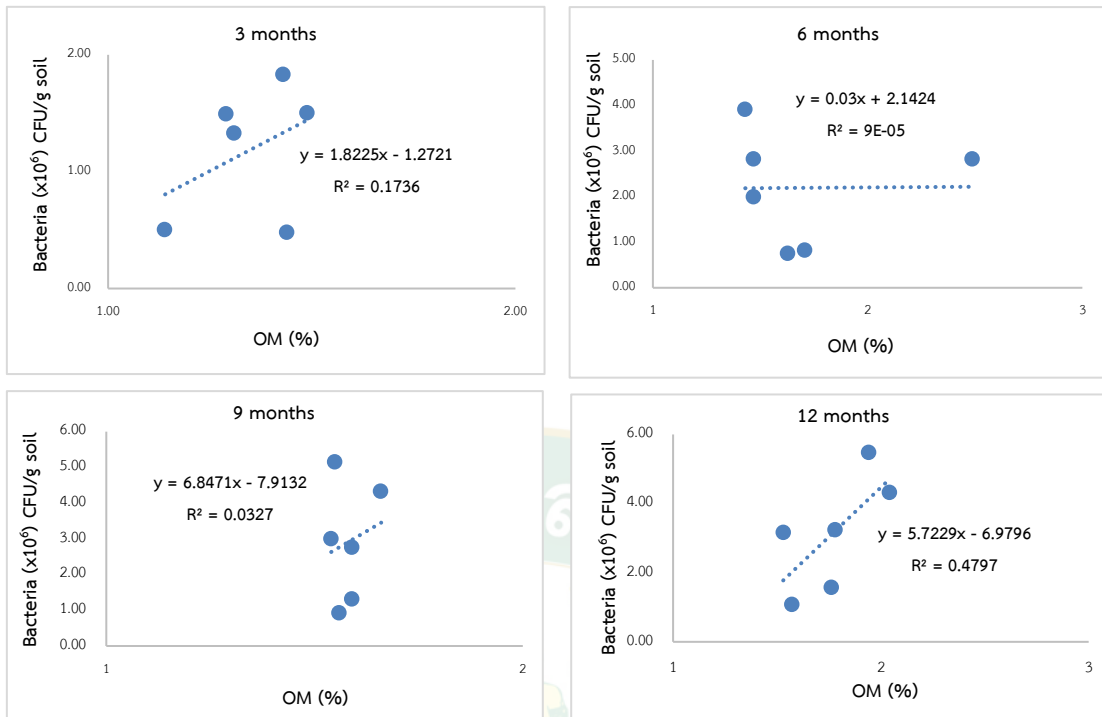 3 months
2.00
1.00
0.00
1.00
2.00
Bacteria (x10⁶) CFU/g soil
y = 1.8225x - 1.2721
R² = 0.1736
OM (%)
6 months
5.00
4.00
3.00
2.00
1.00
0.00
1
2
3
Bacteria (x10⁶) CFU/g soil
y = 0.03x + 2.1424
R² = 9E-05
OM (%)
9 months
6.00
5.00
4.00
3.00
2.00
1.00
0.00
1
2
Bacteria (x10⁶) CFU/g soil
y = 6.8471x - 7.9132
R² = 0.0327
OM (%)
12 months
6.00
4.00
2.00
0.00
1
2
3
Bacteria (x10⁶) CFU/g soil
y = 5.7229x - 6.9796
R² = 0.4797
OM (%)
6